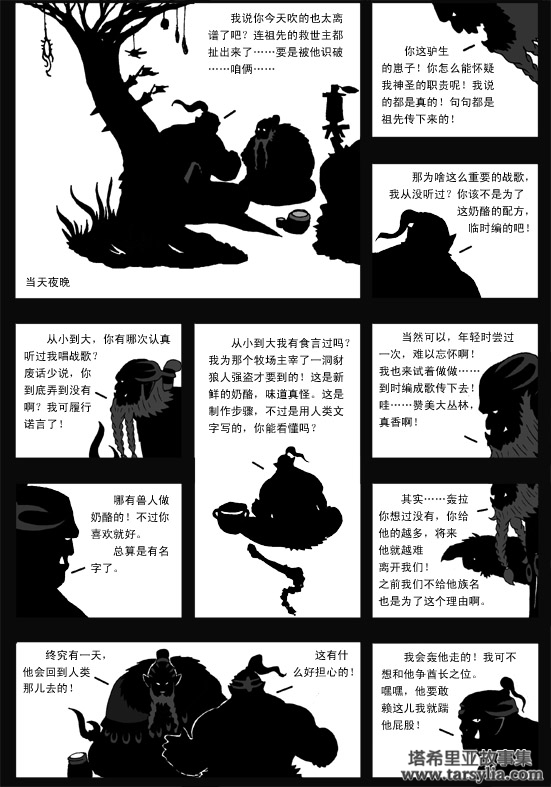 我说你今天吹的也太离
谱了吧？连祖先的救世主都
扯出来了……要是被他识破
……咱俩……
当天夜晚
你这驴生
的崽子！你怎么能怀疑
我神圣的职责呢！我说
的都是真的！句句都是
祖先传下来的！
那为啥这么重要的战歌，
我从没听过？你该不是为了
这奶酪的配方，
临时编的吧！
从小到大，你有哪次认真
听过我唱战歌？
废话少说，你
到底弄到没有
啊？我可履行
诺言了！
从小到大我有食言过吗？
我为那个牧场主宰了一洞豺
狼人强盗才要到的！这是新
鲜的奶酪，味道真怪。这是
制作步骤，不过是用人类文
字写的，你能看懂吗？
当然可以，年轻时尝过
一次，难以忘怀啊！
我也来试着做做……
到时编成歌传下去！
哇……赞美大丛林，
真香啊！
哪有兽人做
奶酪的！不过你
喜欢就好。
总算是有名
字了。
其实……轰拉
你想过没有，你给
他的越多，将来
他就越难
离开我们！
之前我们不给他族名
也是为了这个理由啊。
终究有一天，
他会回到人类
那儿去的！
这有什
么好担心的！
我会轰他走的！我可不
想和他争酋长之位。
嘿嘿，他要敢
赖这儿我就踹
他屁股！
塔希里亚故事集
www.tarsylia.com